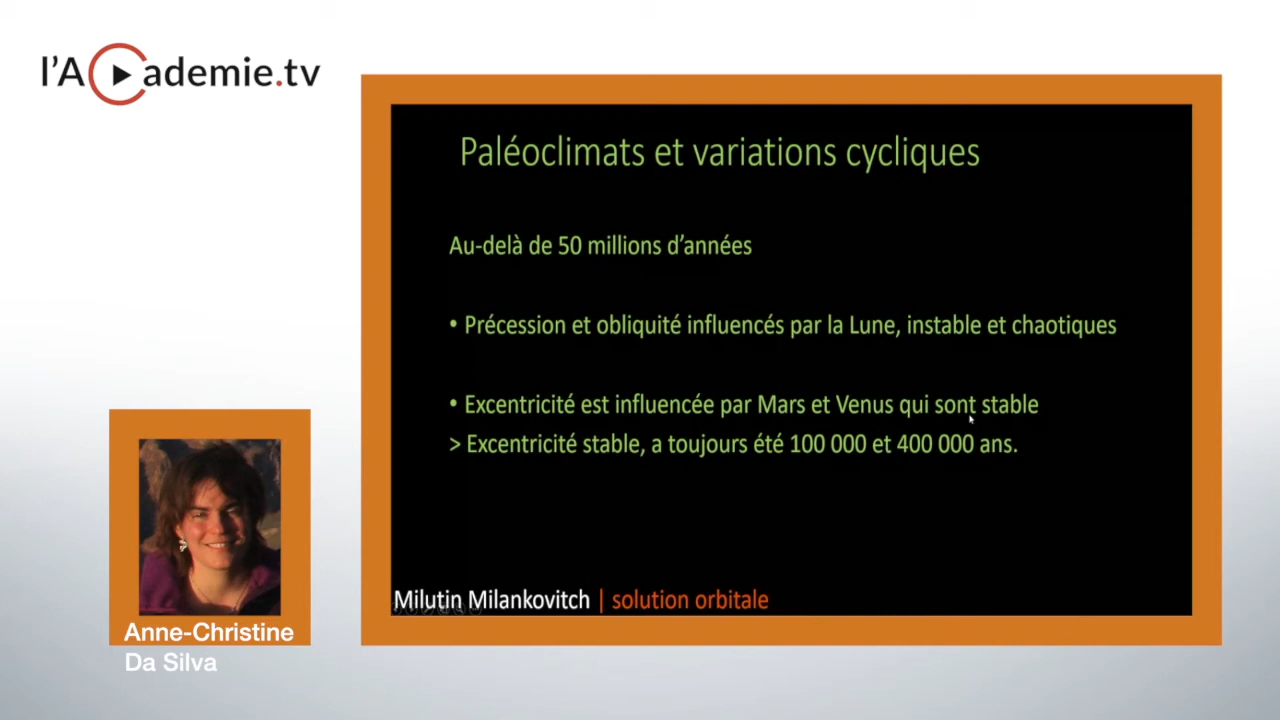 l'Academie.tv
Paléoclimats et variations cycliques
Au-delà de 50 millions d'années
• Précession et obliquité influencés par la Lune, instable et chaotiques
• Excentricité est influencée par Mars et Venus qui sont stable
> Excentricité stable, a toujours été 100 000 et 400 000 ans.
Milutin Milankovitch | solution orbitale
Anne-Christine
Da Silva